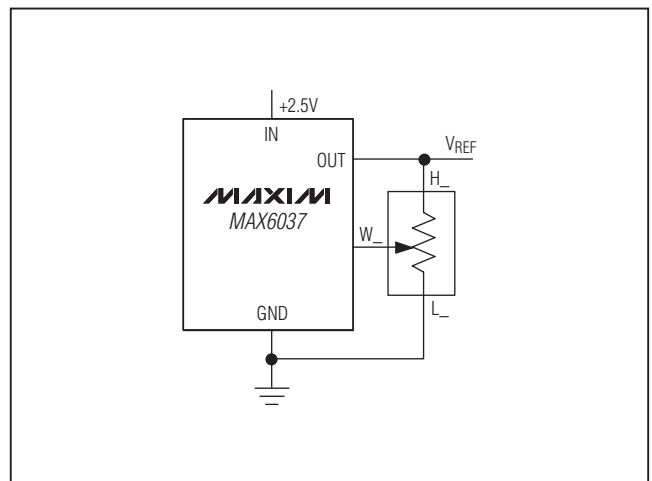 +2.5V
IN
OUT
VREF
H_
MAXIM
MAX6037
W_
L_
GND